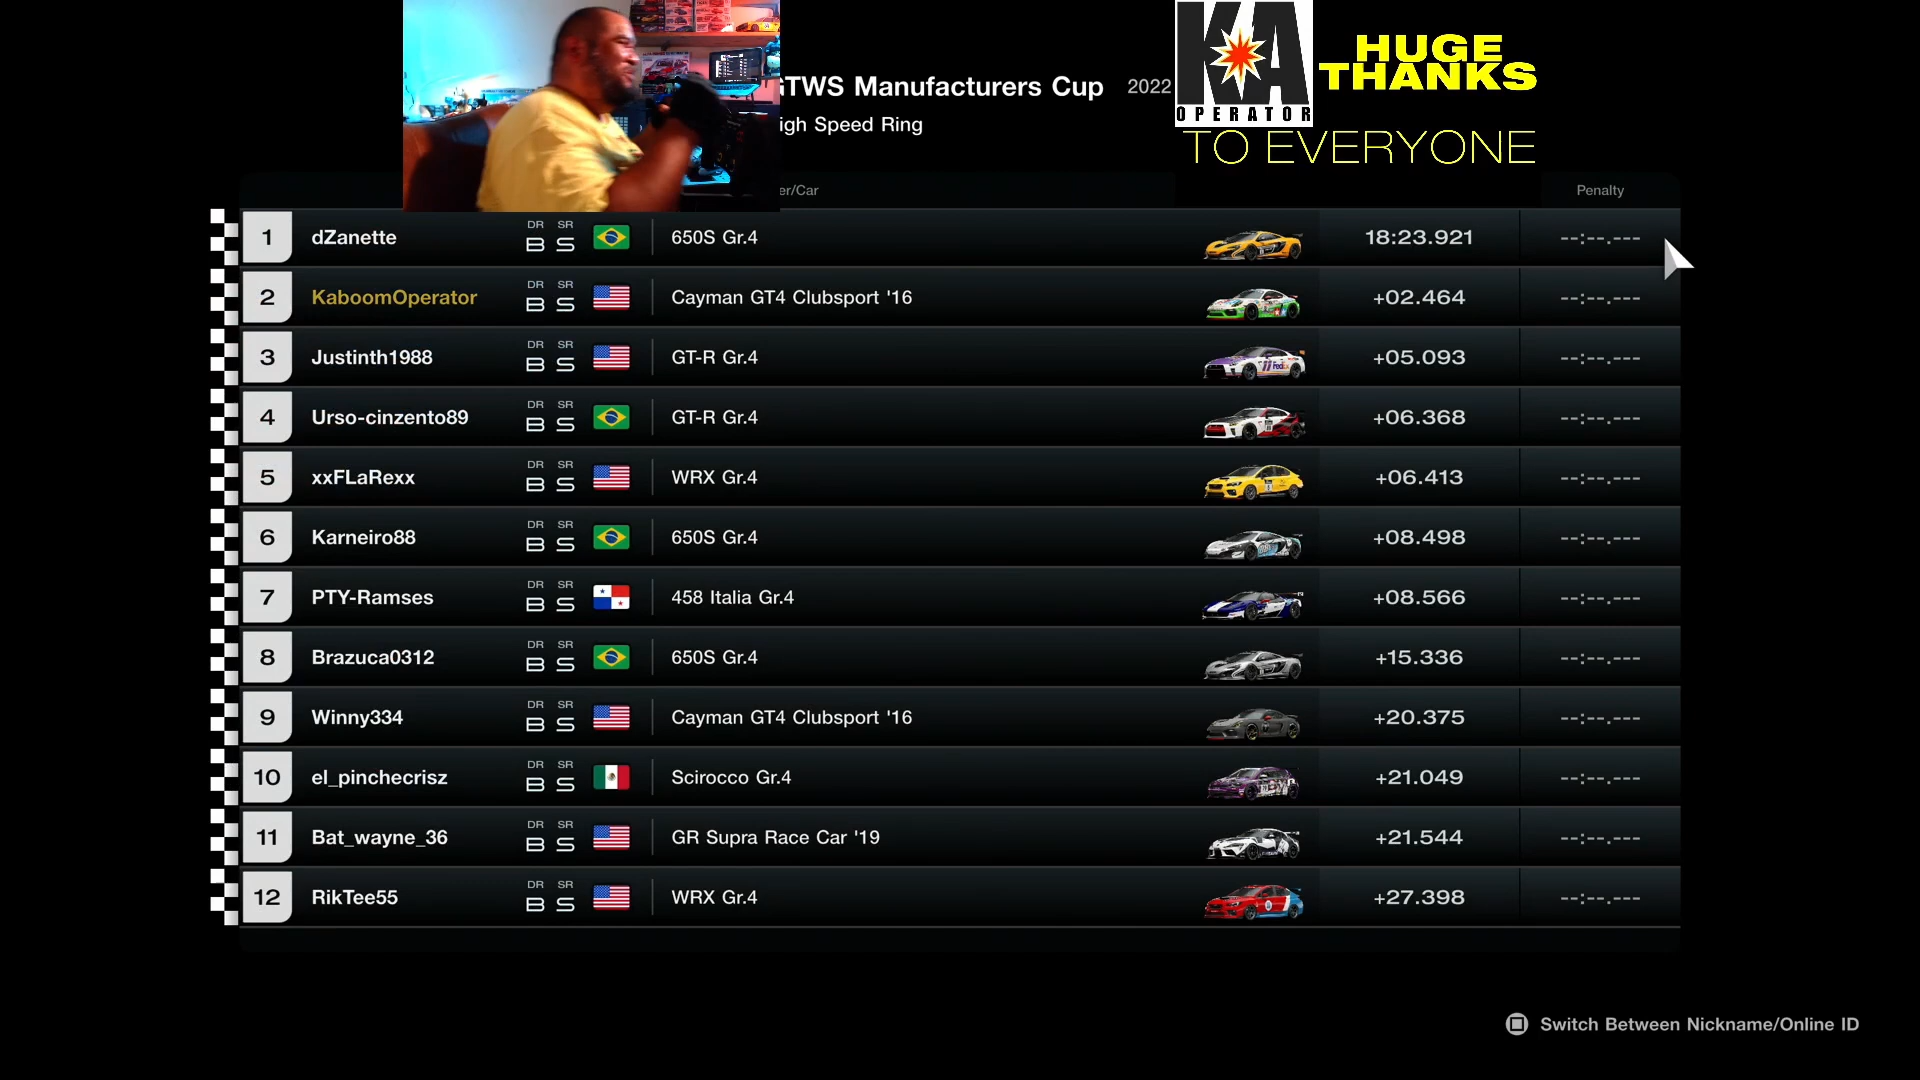 GTWS Manufacturers Cup 2022
High Speed Ring
KA
OPERATOR
HUGE
THANKS
TO EVERYONE
er/Car Penalty
1 dZanette DR B SR S 650S Gr.4 18:23.921 --:--.---
2 KaboomOperator DR B SR S Cayman GT4 Clubsport '16 +02.464 --:--.---
3 Justinth1988 DR B SR S GT-R Gr.4 +05.093 --:--.---
4 Urso-cinzento89 DR B SR S GT-R Gr.4 +06.368 --:--.---
5 xxFLaRexx DR B SR S WRX Gr.4 +06.413 --:--.---
6 Karneiro88 DR B SR S 650S Gr.4 +08.498 --:--.---
7 PTY-Ramses DR B SR S 458 Italia Gr.4 +08.566 --:--.---
8 Brazuca0312 DR B SR S 650S Gr.4 +15.336 --:--.---
9 Winny334 DR B SR S Cayman GT4 Clubsport '16 +20.375 --:--.---
10 el_pinchecrisz DR B SR S Scirocco Gr.4 +21.049 --:--.---
11 Bat_wayne_36 DR B SR S GR Supra Race Car '19 +21.544 --:--.---
12 RikTee55 DR B SR S WRX Gr.4 +27.398 --:--.---
Switch Between Nickname/Online ID